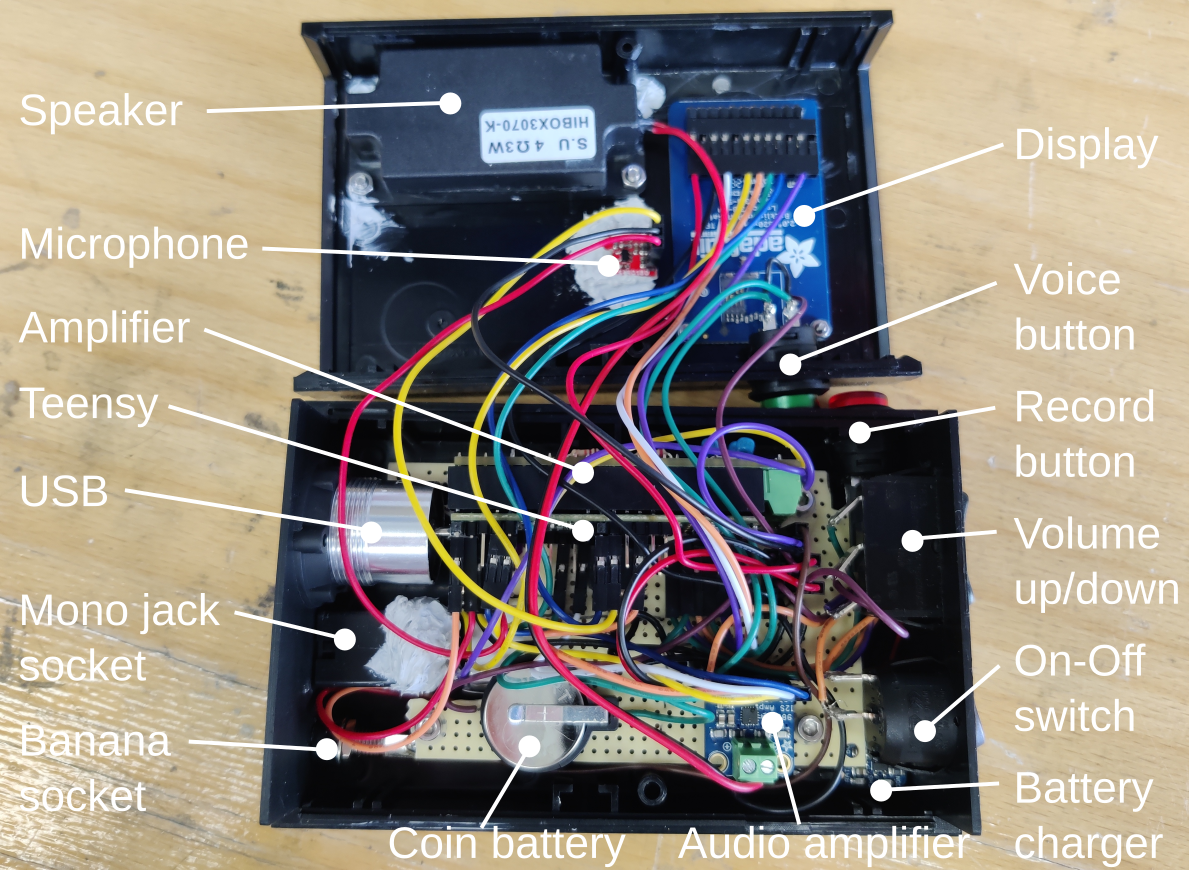 Speaker
S.U 4Ω3W
HIBOX3070-K
Display
Microphone
adafruit
Voice
button
Amplifier
Teensy
Record
button
USB
Volume
up/down
Mono jack
socket
On-Off
switch
Banana
socket
Battery
charger
Coin battery
Audio amplifier